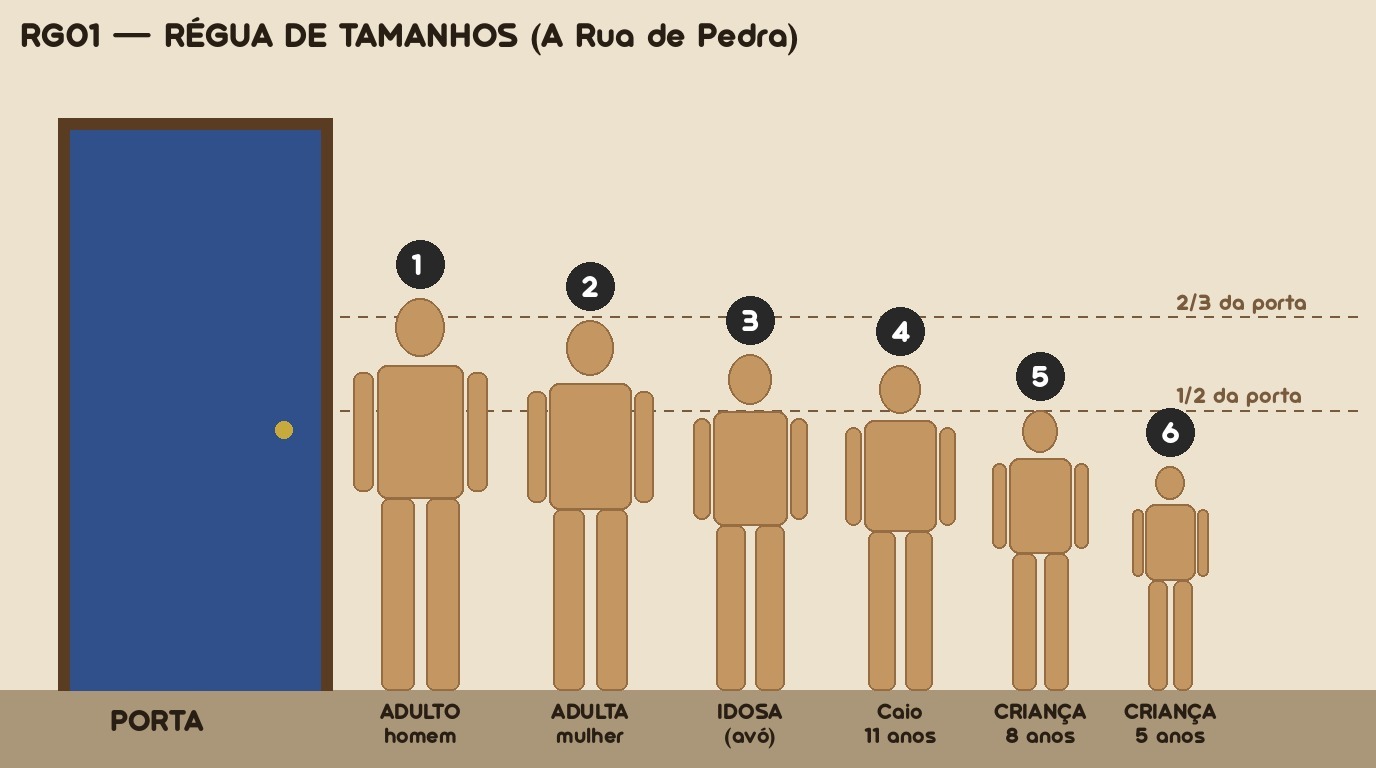 RG01 — RÉGUA DE TAMANHOS (A Rua de Pedra)
1
2
3
4
5
6
2/3 da porta
1/2 da porta
PORTA
ADULTO
homem
ADULTA
mulher
IDOSA
(avó)
Caio
11 anos
CRIANÇA
8 anos
CRIANÇA
5 anos